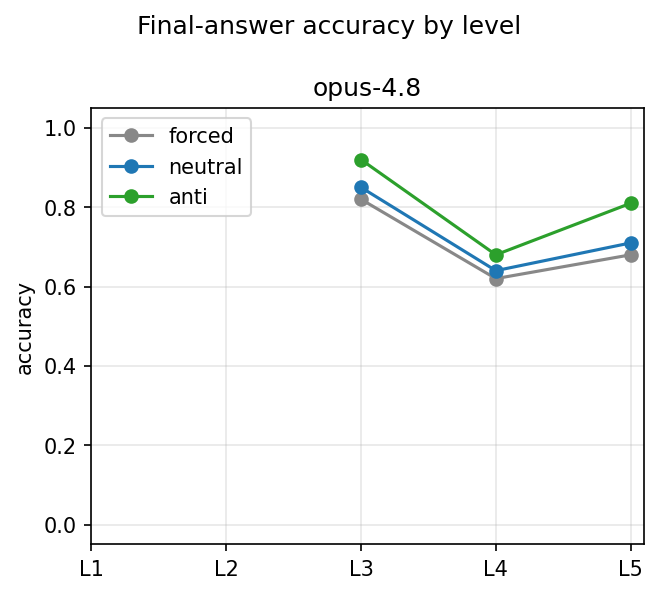 Final-answer accuracy by level
opus-4.8
forced
neutral
anti
accuracy
1.0
0.8
0.6
0.4
0.2
0.0
L1 L2 L3 L4 L5